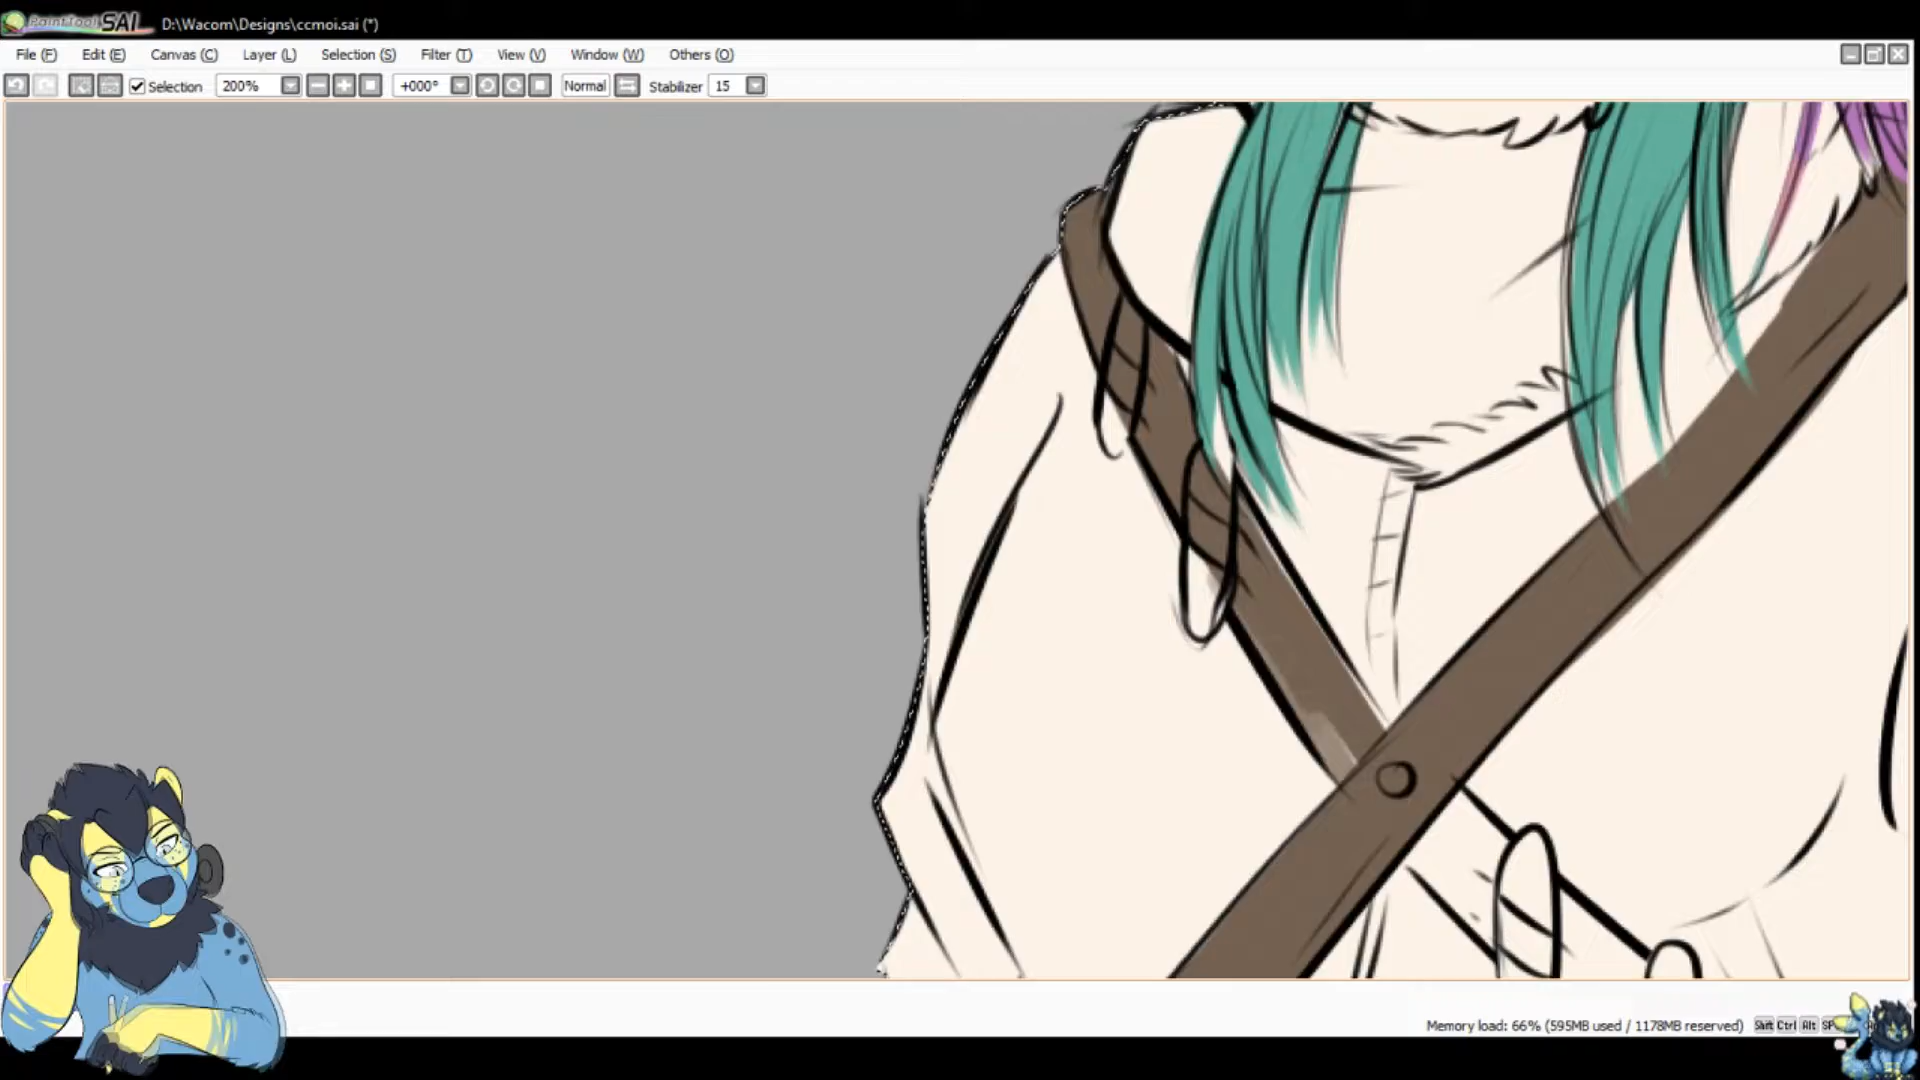 PaintTool SAI D:\Wacom\Designs\ccmoi.sai (*)
File (F) Edit (E) Canvas (C) Layer (L) Selection (S) Filter (T) View (V) Window (W) Others (O)
Selection 200% +000° Normal Stabilizer 15
Memory load: 66% (595MB used / 1178MB reserved) Shift Ctrl Alt